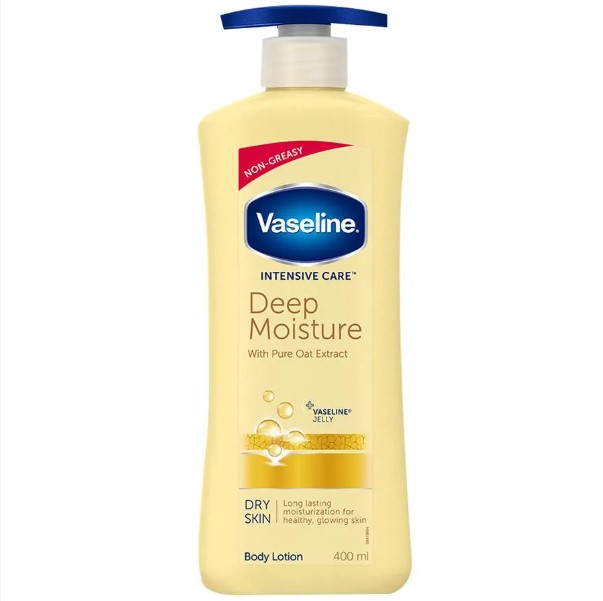 NON-GREASY
Vaseline®
INTENSIVE CARE™
Deep
Moisture
With Pure Oat Extract
VASELINE®
JELLY
DRY
SKIN
Long lasting
moisturization for
healthy, glowing skin
Body Lotion 400 ml